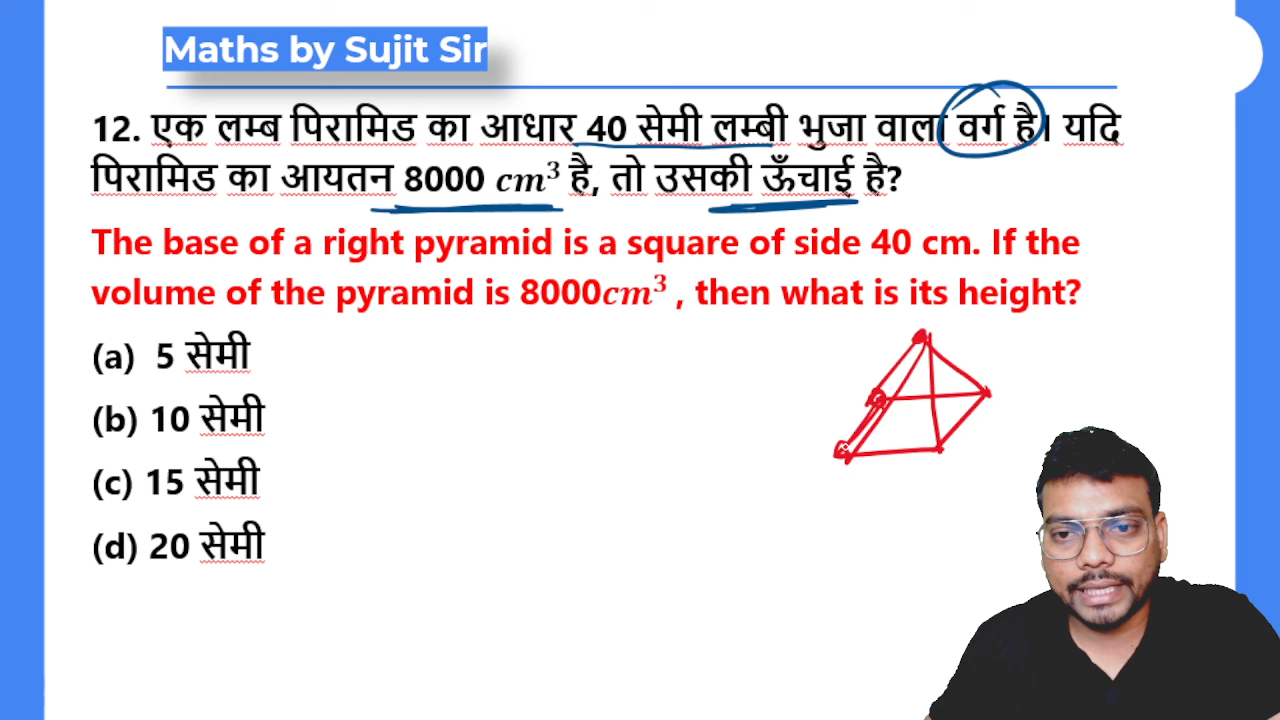 Maths by Sujit Sir
12. एक लम्ब पिरामिड का आधार 40 सेमी लम्बी भुजा वाला वर्ग है। यदि
पिरामिड का आयतन 8000 cm³ है, तो उसकी ऊँचाई है?
The base of a right pyramid is a square of side 40 cm. If the
volume of the pyramid is 8000cm³ , then what is its height?
(a) 5 सेमी
(b) 10 सेमी
(c) 15 सेमी
(d) 20 सेमी